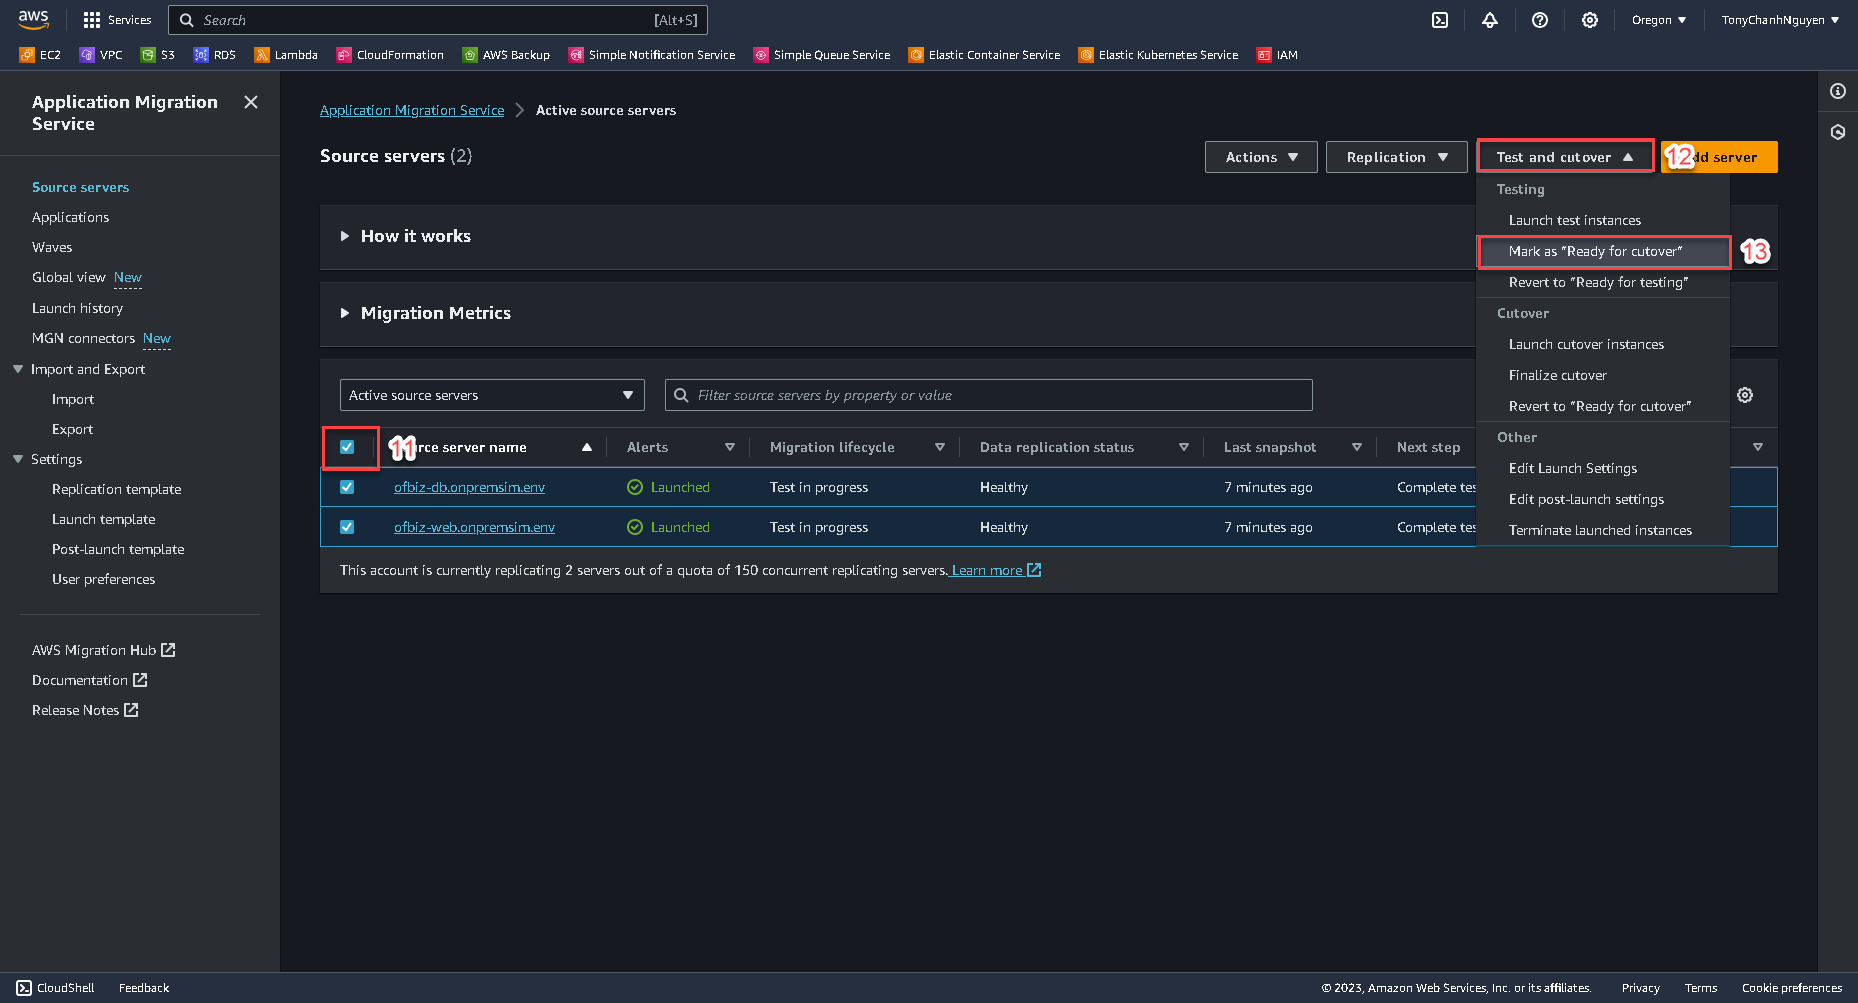 aws
Services
Search
[Alt+S]
Oregon ▼
TonyChanhNguyen ▼
EC2
VPC
S3
RDS
Lambda
CloudFormation
AWS Backup
Simple Notification Service
Simple Queue Service
Elastic Container Service
Elastic Kubernetes Service
IAM
Application Migration
Service
Source servers
Applications
Waves
Global view New
Launch history
MGN connectors New
Import and Export
Import
Export
Settings
Replication template
Launch template
Post-launch template
User preferences
AWS Migration Hub
Documentation
Release Notes
Application Migration Service
Active source servers
Source servers (2)
Actions
Replication
Test and cutover
12
dd server
Testing
Launch test instances
Mark as “Ready for cutover”
13
Revert to “Ready for testing”
Cutover
Launch cutover instances
Finalize cutover
Revert to “Ready for cutover”
Other
Edit Launch Settings
Edit post-launch settings
Terminate launched instances
How it works
Migration Metrics
Active source servers
Filter source servers by property or value
11
rce server name
Alerts
Migration lifecycle
Data replication status
Last snapshot
Next step
ofbiz-db.onpremsim.env
Launched
Test in progress
Healthy
7 minutes ago
Complete tes
ofbiz-web.onpremsim.env
Launched
Test in progress
Healthy
7 minutes ago
Complete tes
This account is currently replicating 2 servers out of a quota of 150 concurrent replicating servers. Learn more
CloudShell
Feedback
© 2023, Amazon Web Services, Inc. or its affiliates.
Privacy
Terms
Cookie preferences